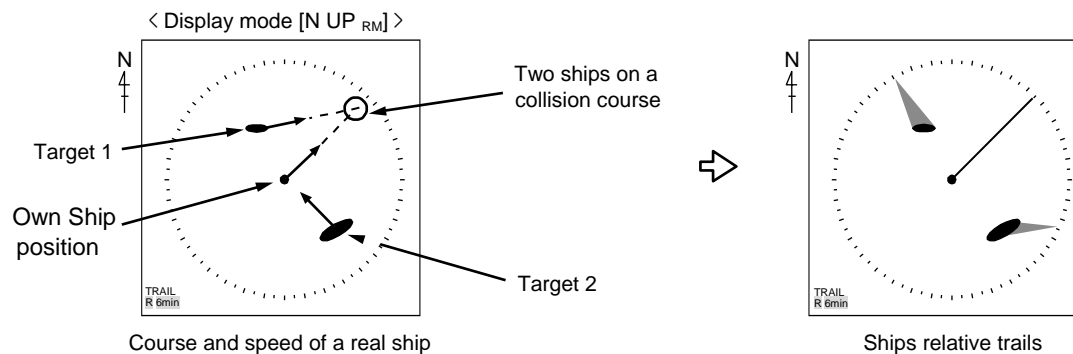 < Display mode [N UP RM] >
N
Two ships on a
collision course
Target 1
Own Ship
position
Target 2
TRAIL
R 6min
Course and speed of a real ship
N
TRAIL
R 6min
Ships relative trails